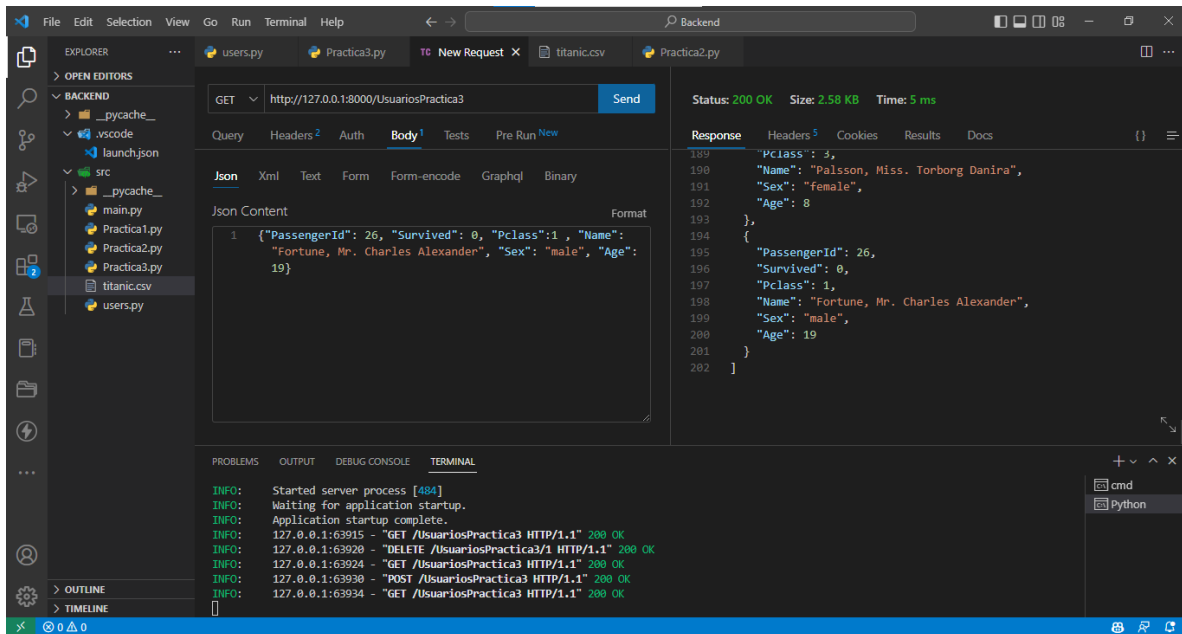 File Edit Selection View Go Run Terminal Help
Backend
EXPLORER
users.py
Practica3.py
TC New Request
titanic.csv
Practica2.py
OPEN EDITORS
BACKEND
__pycache__
.vscode
launch.json
src
__pycache__
main.py
Practica1.py
Practica2.py
Practica3.py
titanic.csv
users.py
OUTLINE
TIMELINE
GET
http://127.0.0.1:8000/UsuariosPractica3
Send
Query Headers 2 Auth Body 1 Tests Pre Run New
Json Xml Text Form Form-encode Graphql Binary
Json Content
Format
1 {"PassengerId": 26, "Survived": 0, "Pclass":1 , "Name":
"Fortune, Mr. Charles Alexander", "Sex": "male", "Age":
19}
Status: 200 OK Size: 2.58 KB Time: 5 ms
Response Headers 5 Cookies Results Docs
{}
189 "Pclass": 3,
190 "Name": "Palsson, Miss. Torborg Danira",
191 "Sex": "female",
192 "Age": 8
193 },
194 {
195 "PassengerId": 26,
196 "Survived": 0,
197 "Pclass": 1,
198 "Name": "Fortune, Mr. Charles Alexander",
199 "Sex": "male",
200 "Age": 19
201 }
202 ]
PROBLEMS OUTPUT DEBUG CONSOLE TERMINAL
INFO: Started server process [484]
INFO: Waiting for application startup.
INFO: Application startup complete.
INFO: 127.0.0.1:63915 - "GET /UsuariosPractica3 HTTP/1.1" 200 OK
INFO: 127.0.0.1:63920 - "DELETE /UsuariosPractica3/1 HTTP/1.1" 200 OK
INFO: 127.0.0.1:63924 - "GET /UsuariosPractica3 HTTP/1.1" 200 OK
INFO: 127.0.0.1:63930 - "POST /UsuariosPractica3 HTTP/1.1" 200 OK
INFO: 127.0.0.1:63934 - "GET /UsuariosPractica3 HTTP/1.1" 200 OK
cmd
Python
2
0 0